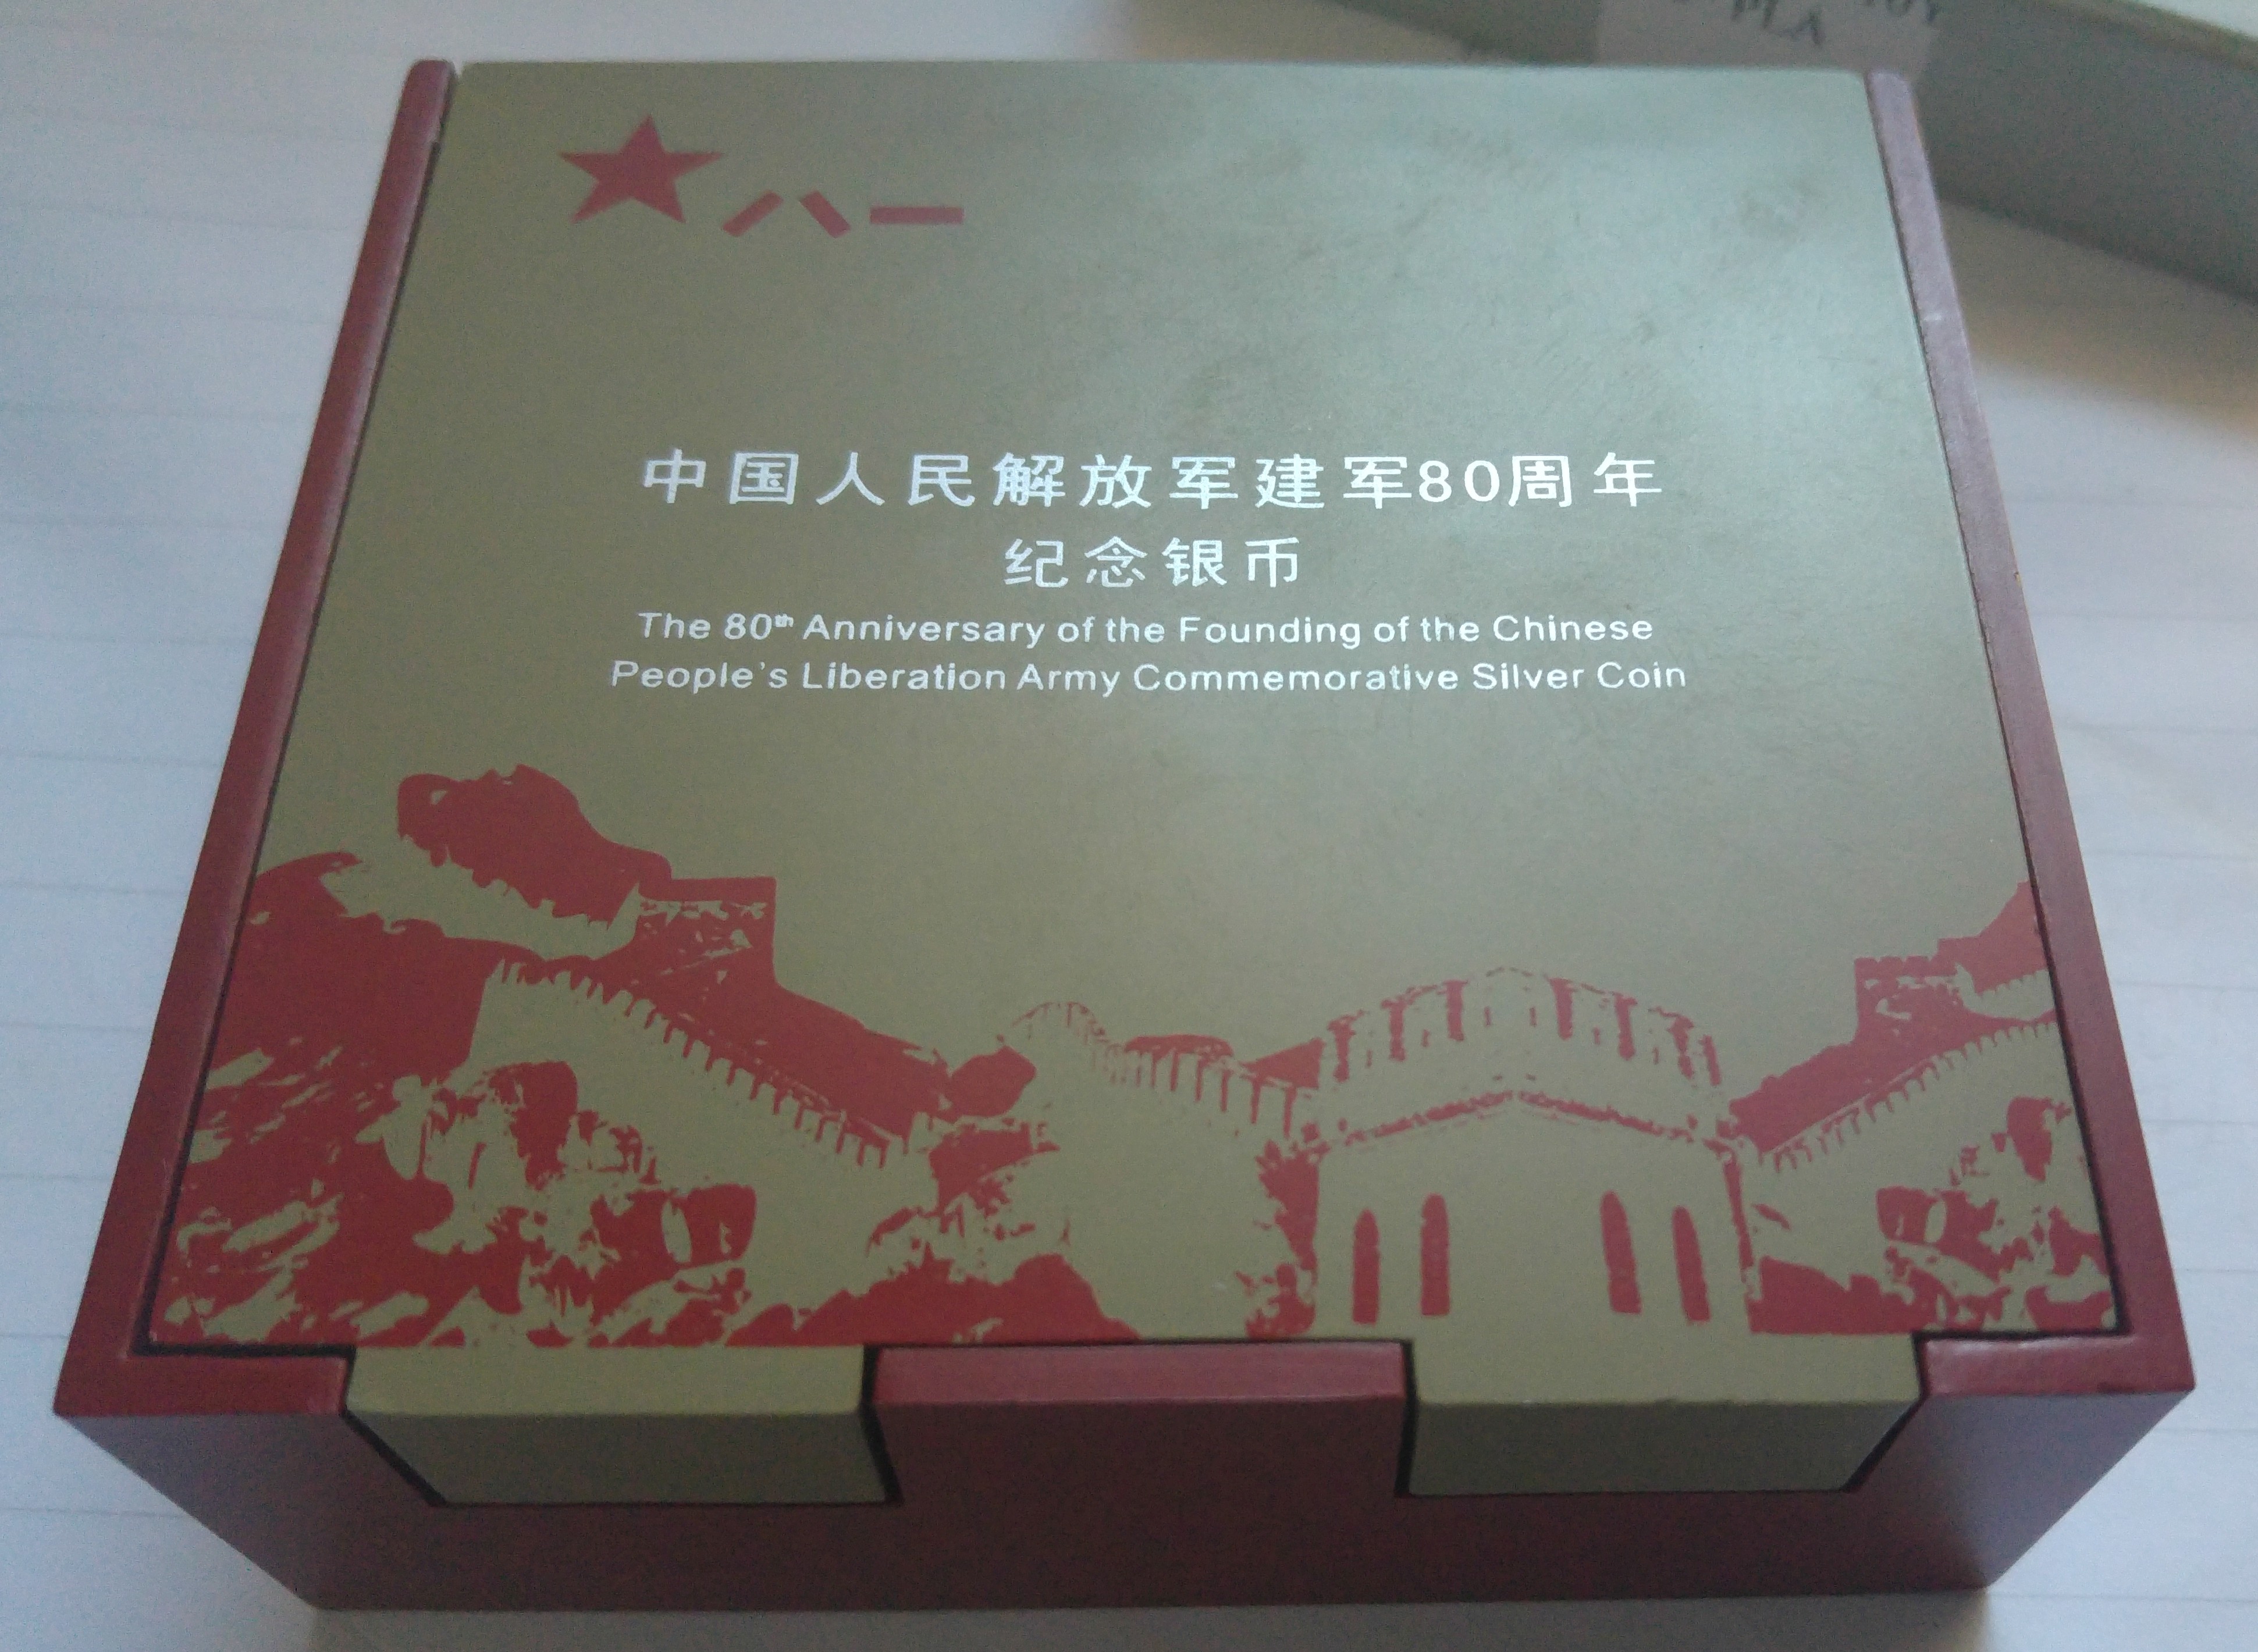 PLA
八一
中国人民解放军建军80周年
纪念银币
The 80th Anniversary of the Founding of the Chinese
People's Liberation Army Commemorative Silver Coin